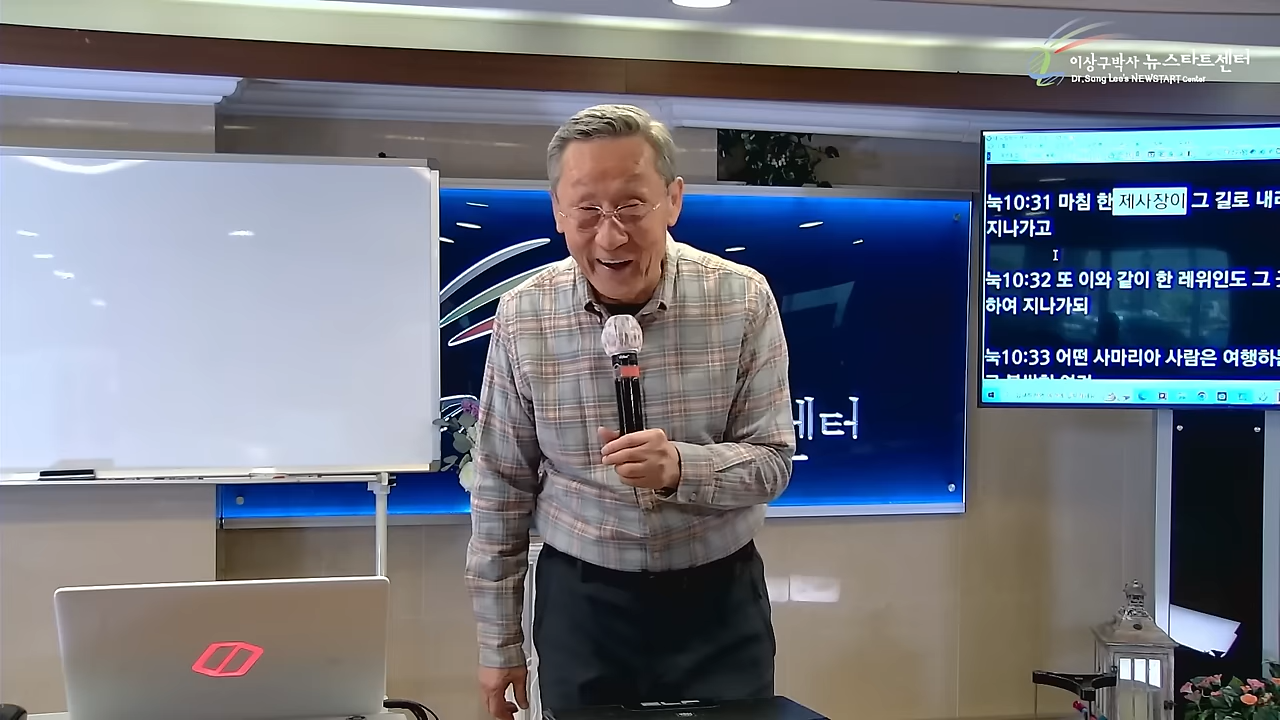 이상구박사 뉴스타트센터
Dr. Sang Lee's NEWSTART Center
눅10:31 마침 한 제사장이 그 길로 내려
지나가고
눅10:32 또 이와 같이 한 레위인도 그
하여 지나가되
눅10:33 어떤 사마리아 사람은 여행하는
센터